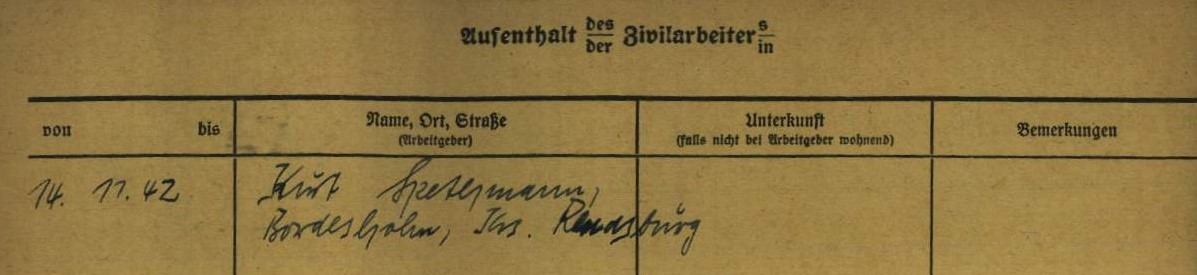 Aufenthalt des/der Zivilarbeiters/in
von bis Name, Ort, Straße Unterkunft Bemerkungen
(Arbeitgeber) (falls nicht bei Arbeitgeber wohnend)
14. 11. 42 Kurt
Bordesholm, Krs. Rendsburg